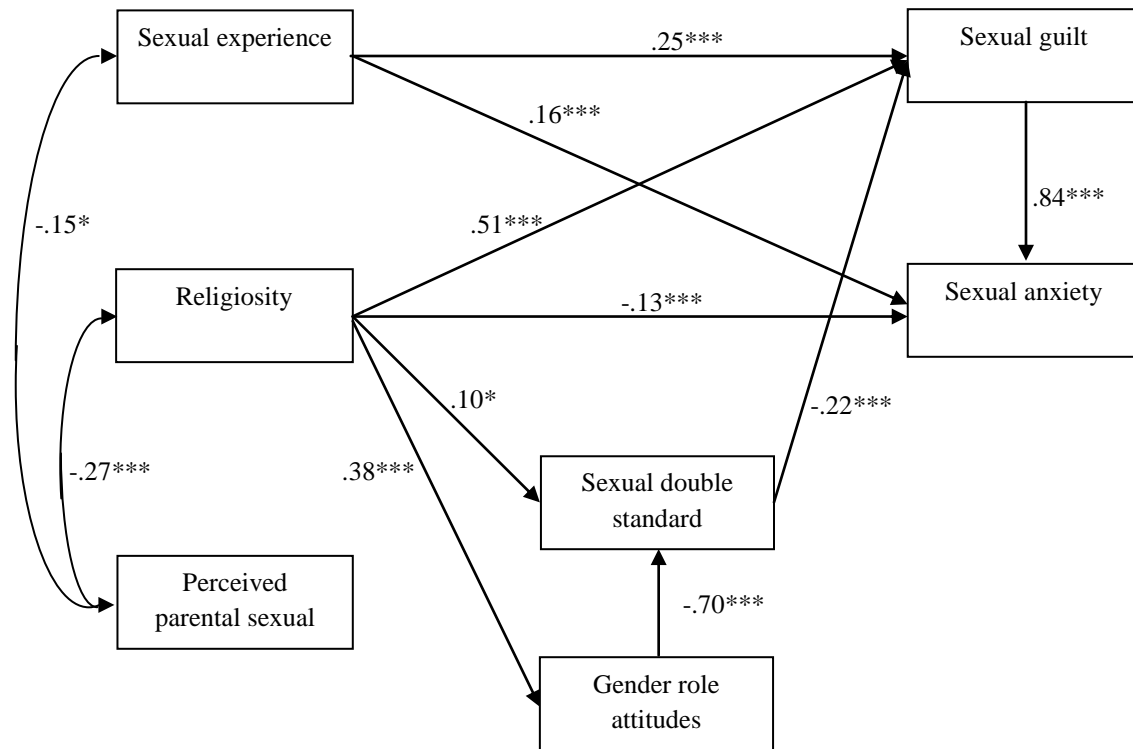 Sexual experience
Sexual guilt
.25***
.16***
-.15*
.51***
.84***
Religiosity
Sexual anxiety
-.13***
.10*
-.22***
-.27***
.38***
Sexual double
standard
Perceived
parental sexual
-.70***
Gender role
attitudes